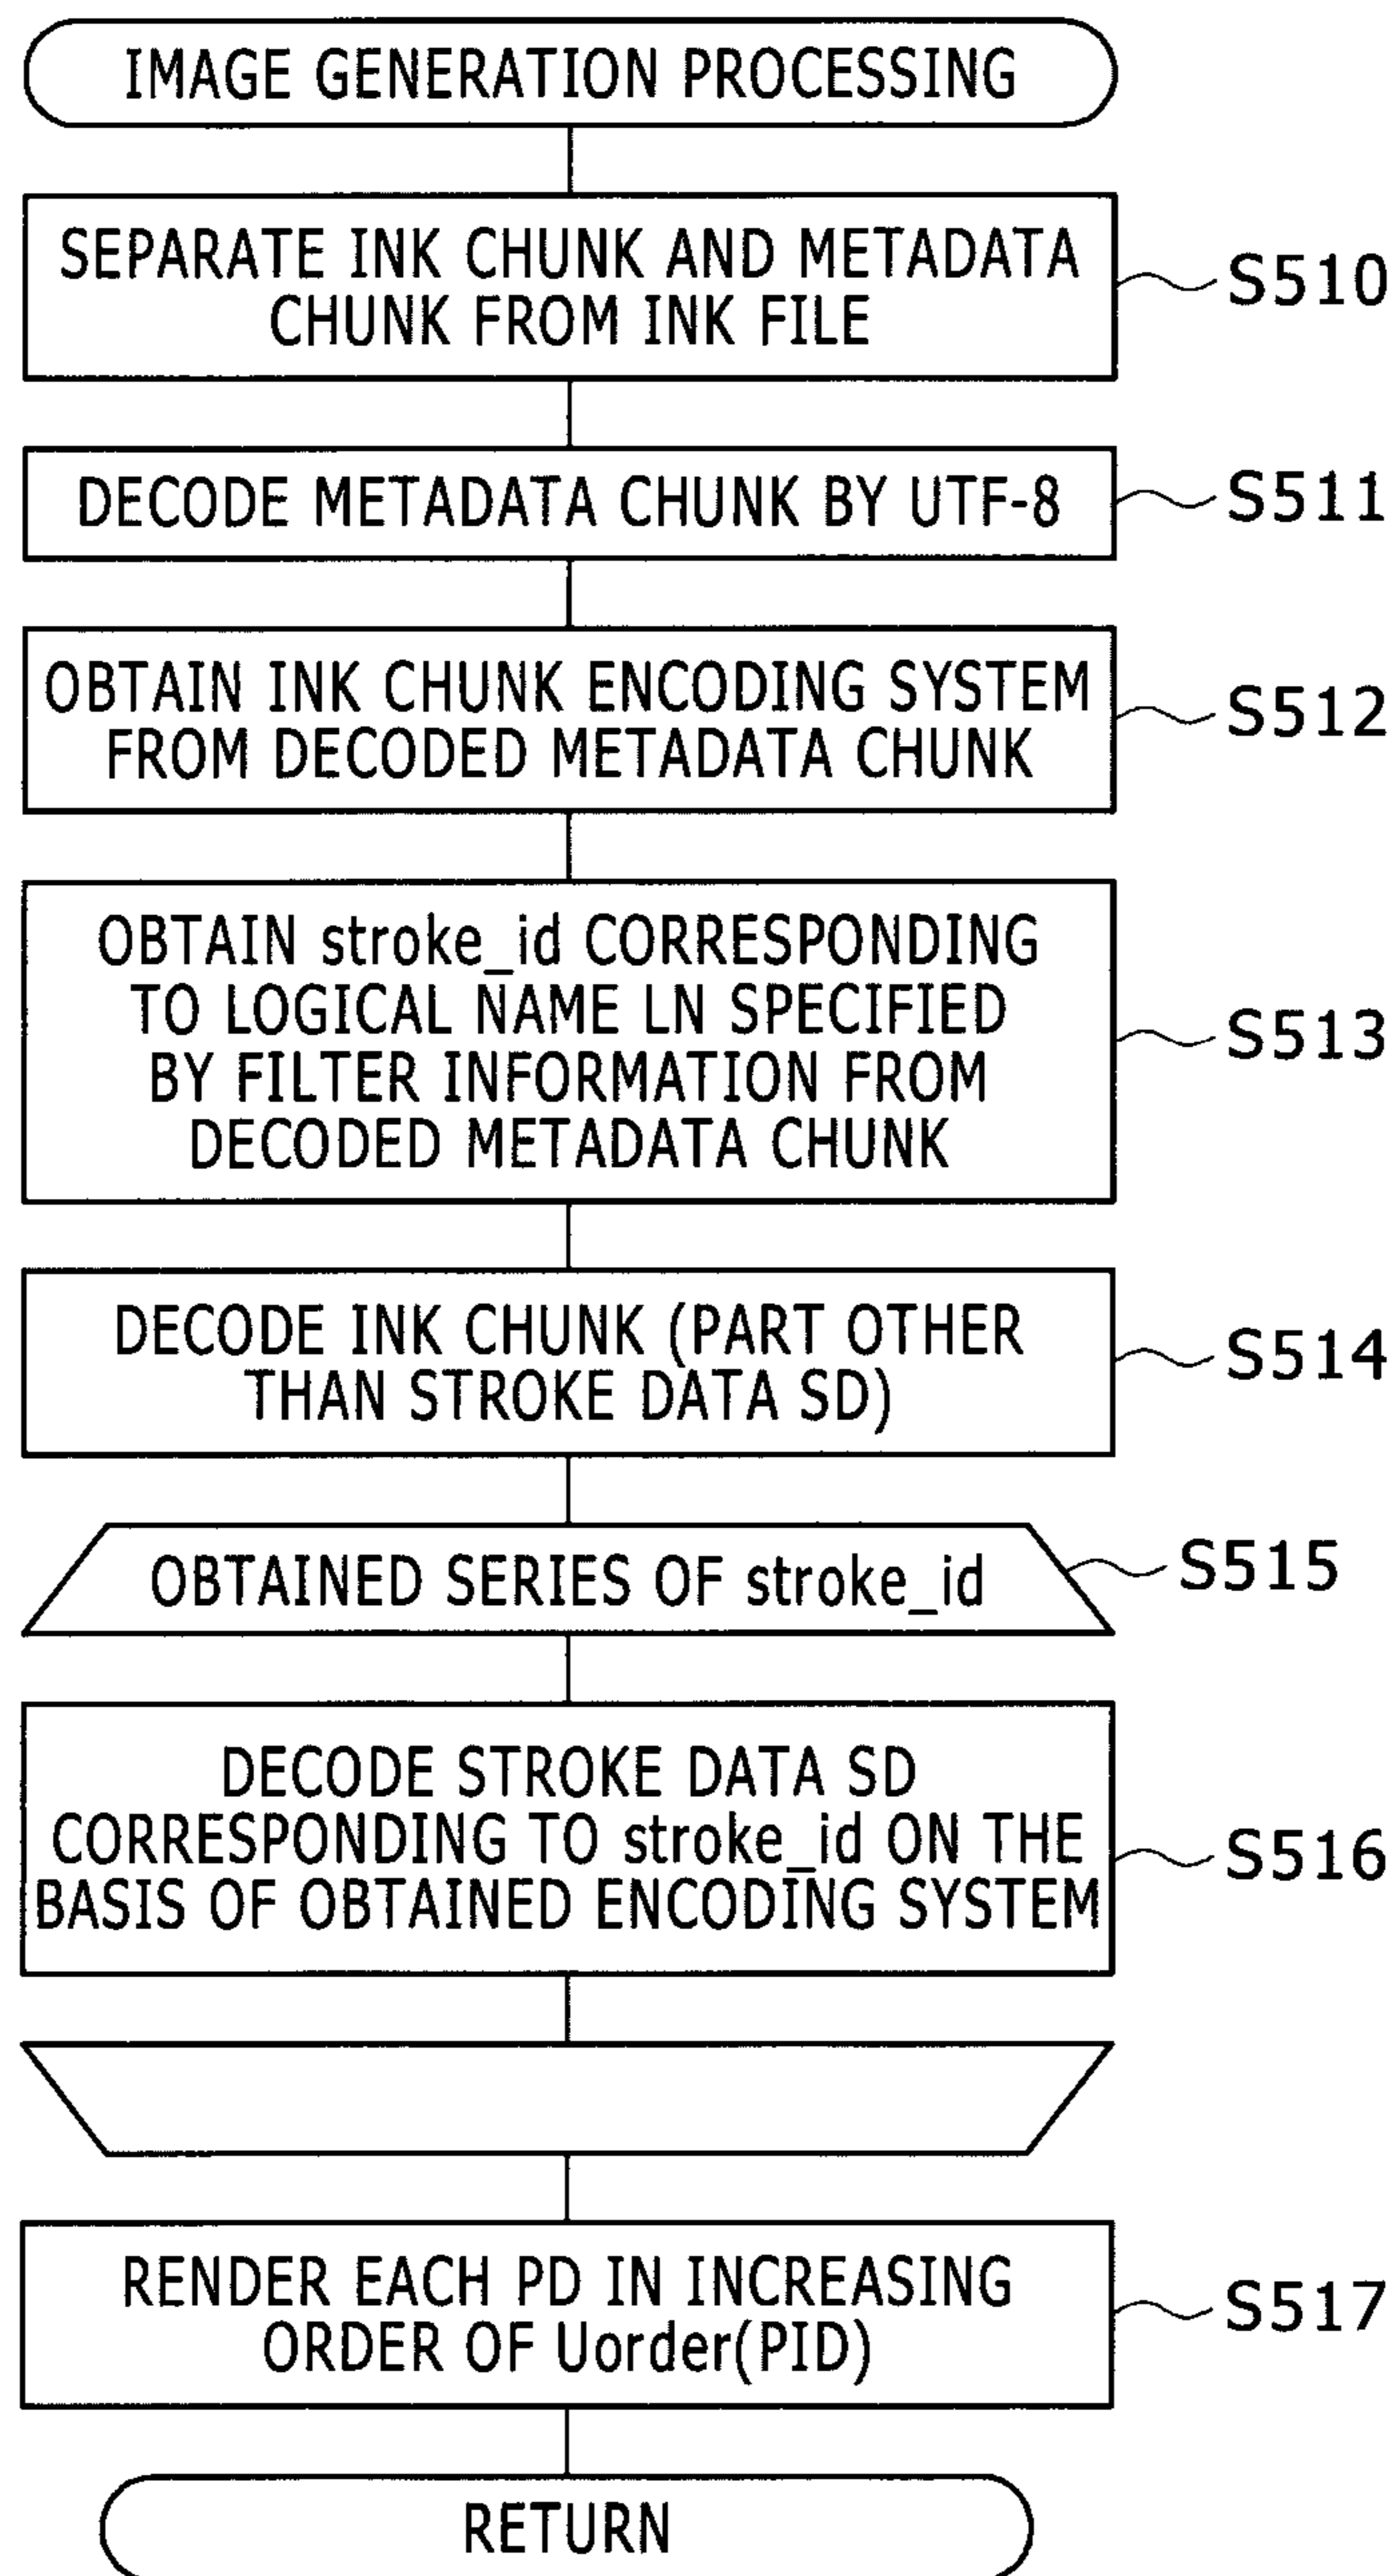 IMAGE GENERATION PROCESSING
SEPARATE INK CHUNK AND METADATA
CHUNK FROM INK FILE
S510
DECODE METADATA CHUNK BY UTF-8
S511
OBTAIN INK CHUNK ENCODING SYSTEM
FROM DECODED METADATA CHUNK
S512
OBTAIN stroke_id CORRESPONDING
TO LOGICAL NAME LN SPECIFIED
BY FILTER INFORMATION FROM
DECODED METADATA CHUNK
S513
DECODE INK CHUNK (PART OTHER
THAN STROKE DATA SD)
S514
OBTAINED SERIES OF stroke_id
S515
DECODE STROKE DATA SD
CORRESPONDING TO stroke_id ON THE
BASIS OF OBTAINED ENCODING SYSTEM
S516
RENDER EACH PD IN INCREASING
ORDER OF Uorder(PID)
S517
RETURN